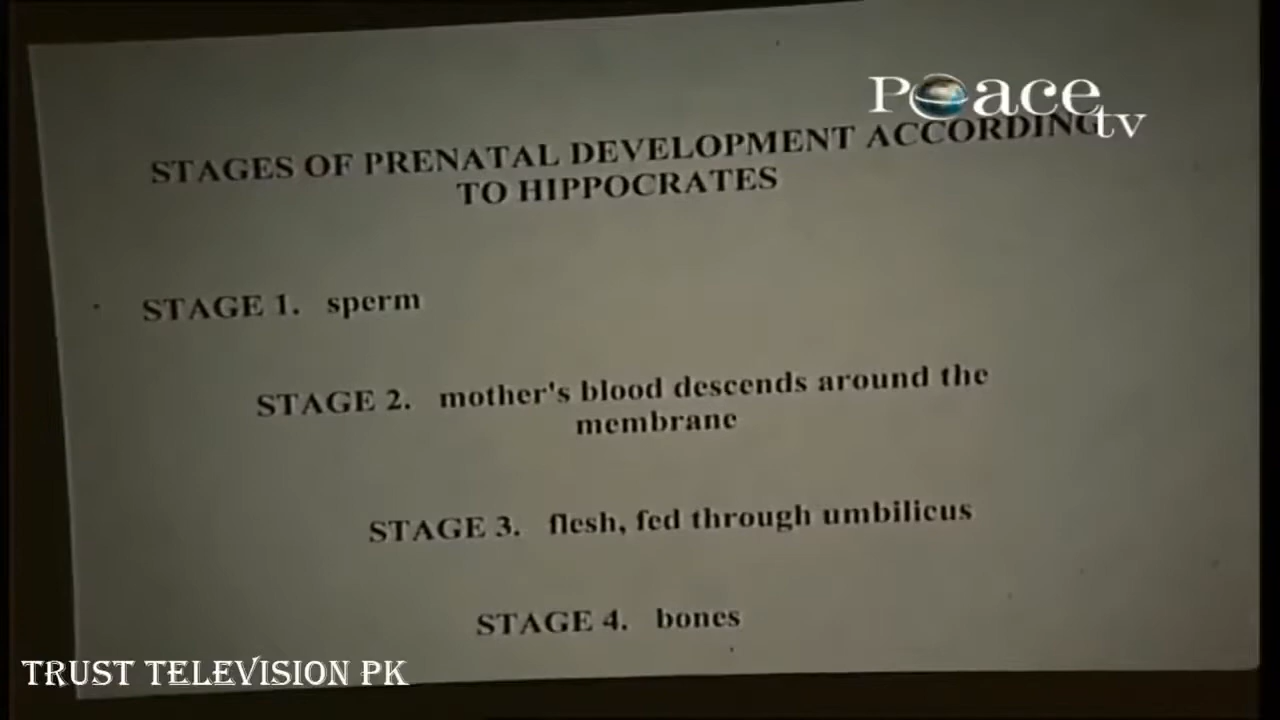 Peace tv
STAGES OF PRENATAL DEVELOPMENT ACCORDING
TO HIPPOCRATES
STAGE 1. sperm
STAGE 2. mother's blood descends around the
membrane
STAGE 3. flesh, fed through umbilicus
STAGE 4. bones
TRUST TELEVISION PK